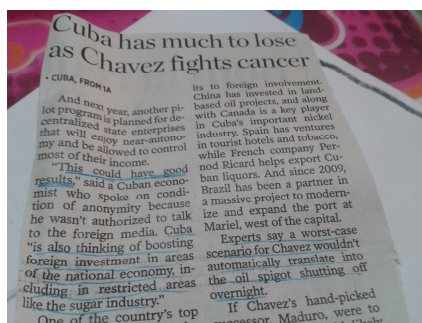 Cuba has much to lose
as Chavez fights cancer
• CUBA, FROM 1A
And next year, another pi-
lot program is planned for de-
centralized state enterprises
that will enjoy near-autono-
my and be allowed to control
most of their income.
"This could have good
results," said a Cuban econo-
mist who spoke on condi-
tion of anonymity because
he wasn't authorized to talk
to the foreign media. Cuba
"is also thinking of boosting
foreign investment in areas
of the national economy, in-
cluding in restricted areas
like the sugar industry."
One of the country's top
its to foreign involvement.
China has invested in land-
based oil projects, and along
with Canada is a key player
in Cuba's important nickel
industry. Spain has ventures
in tourist hotels and tobacco,
while French company Per-
nod Ricard helps export Cu-
ban liquors. And since 2009,
Brazil has been a partner in
a massive project to modern-
ize and expand the port at
Mariel, west of the capital.
Experts say a worst-case
scenario for Chavez wouldn't
automatically translate into
the oil spigot shutting off
overnight.
If Chavez's hand-picked
successor, Maduro, were to